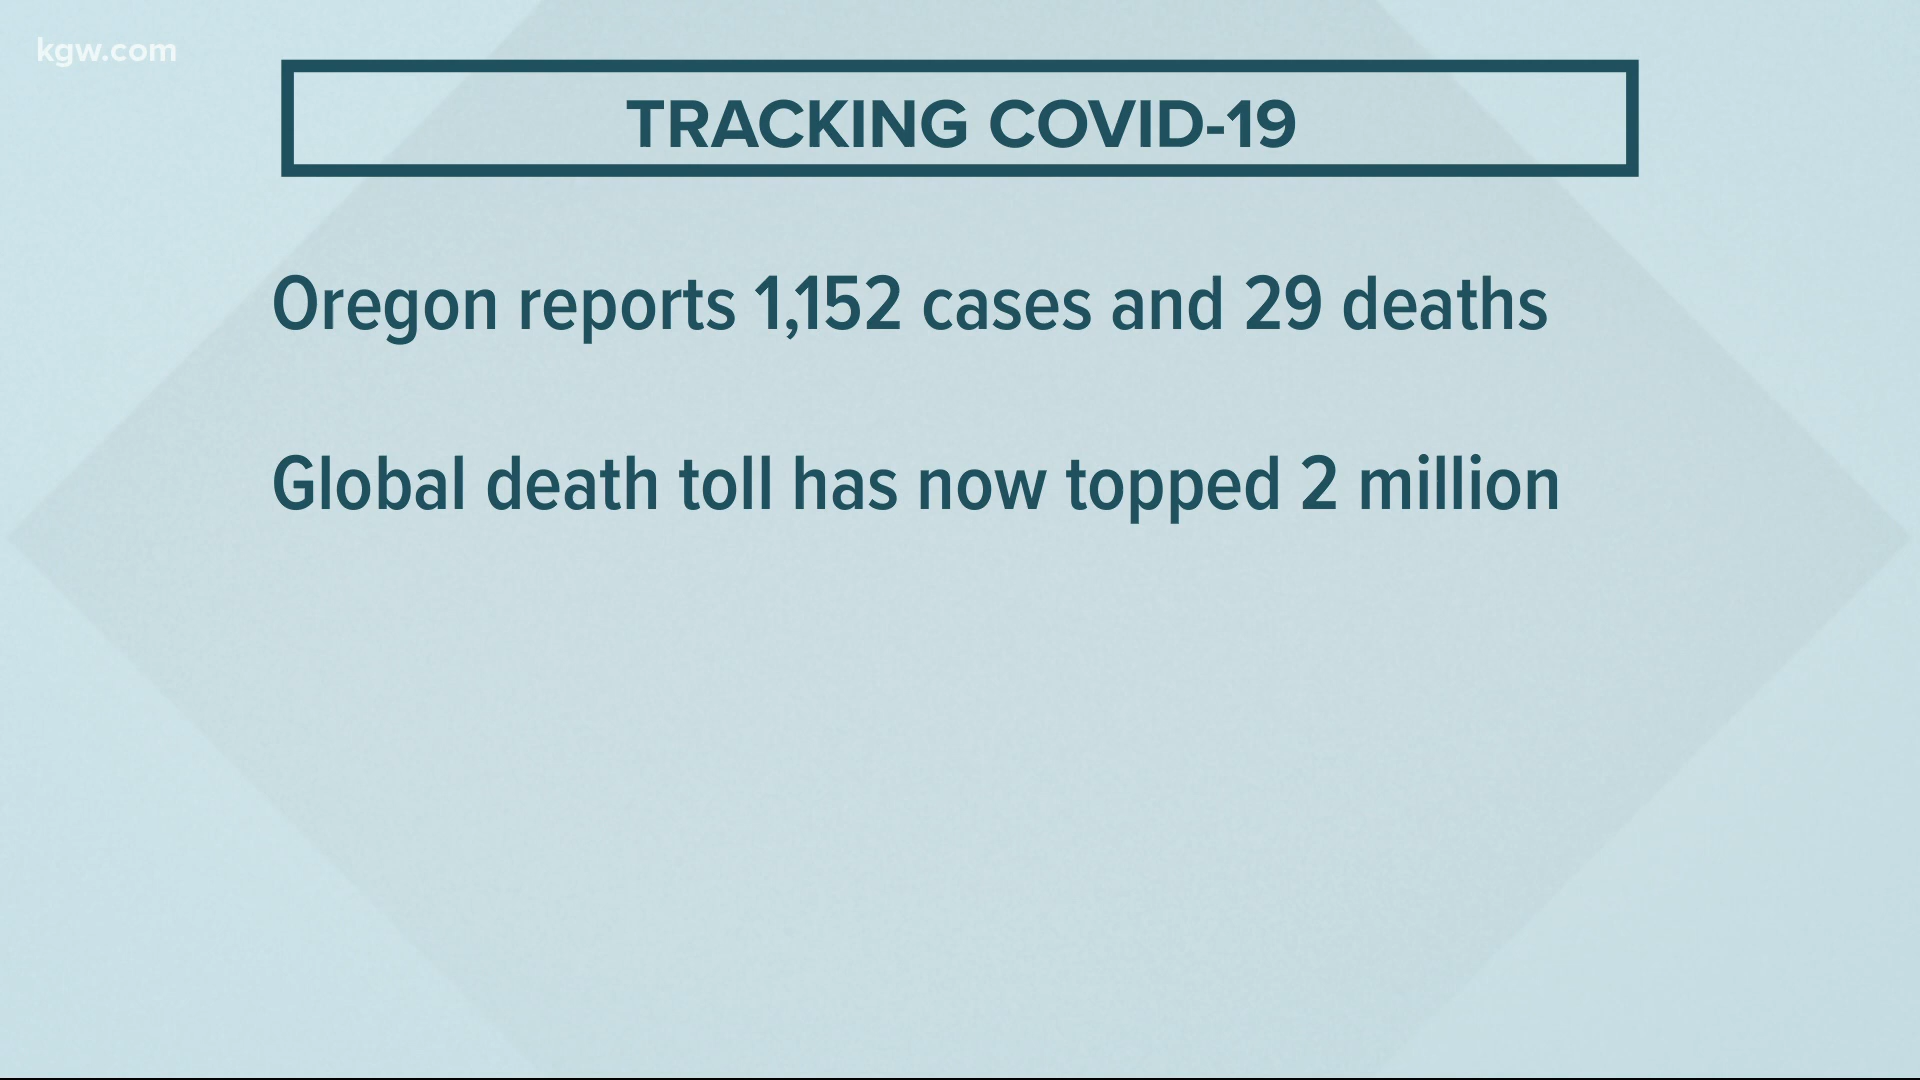 kgw.com
TRACKING COVID-19
Oregon reports 1,152 cases and 29 deaths
Global death toll has now topped 2 million